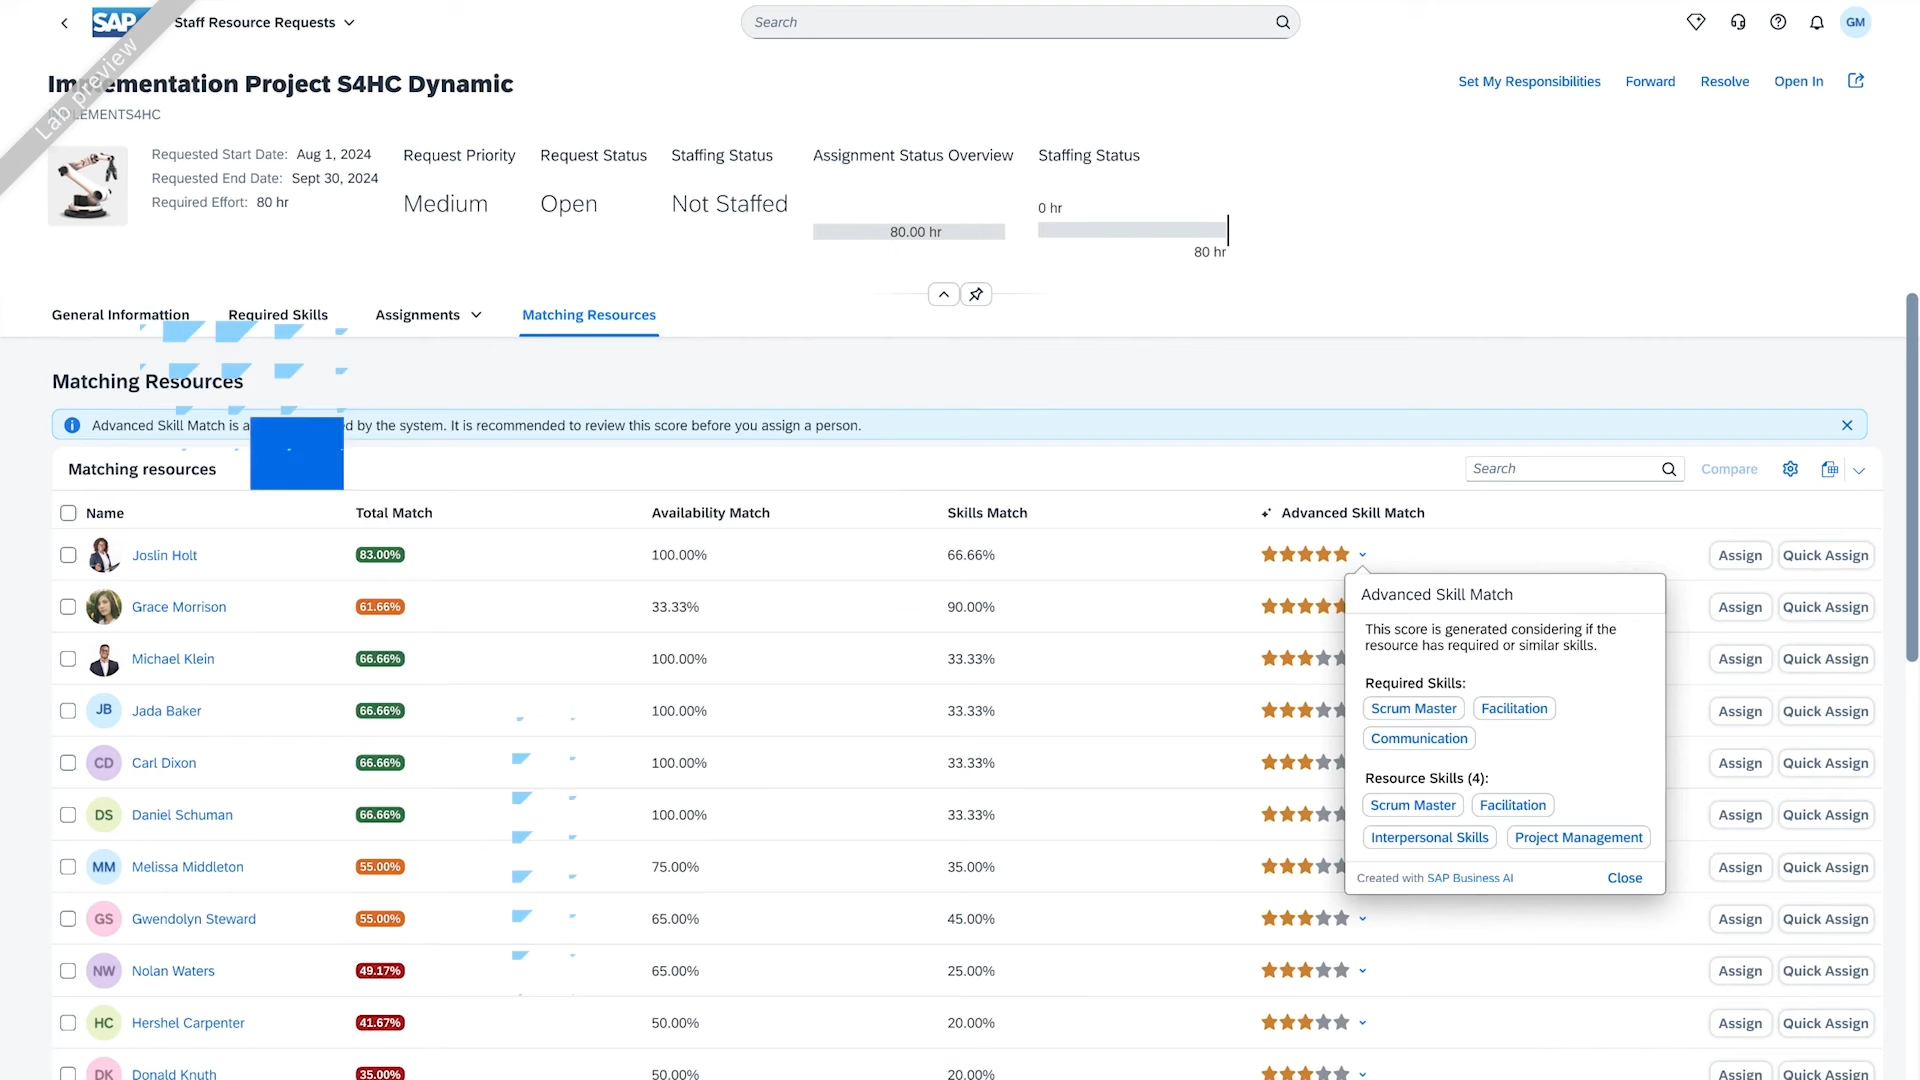 SAP Staff Resource Requests
Search
GM
Lab preview
Implementation Project S4HC Dynamic
Set My Responsibilities Forward Resolve Open In
Requested Start Date: Aug 1, 2024
Requested End Date: Sept 30, 2024
Required Effort: 80 hr
Request Priority
Medium
Request Status
Open
Staffing Status
Not Staffed
Assignment Status Overview
80.00 hr
Staffing Status
0 hr
80 hr
General Informattion Required Skills Assignments Matching Resources
Matching Resources
Advanced Skill Match is a by the system. It is recommended to review this score before you assign a person.
Matching resources
Search
Compare
Name Total Match Availability Match Skills Match Advanced Skill Match
Joslin Holt 83.00% 100.00% 66.66% Assign Quick Assign
Grace Morrison 61.66% 33.33% 90.00% Assign Quick Assign
Michael Klein 66.66% 100.00% 33.33% Assign Quick Assign
JB Jada Baker 66.66% 100.00% 33.33% Assign Quick Assign
CD Carl Dixon 66.66% 100.00% 33.33% Assign Quick Assign
DS Daniel Schuman 66.66% 100.00% 33.33% Assign Quick Assign
MM Melissa Middleton 55.00% 75.00% 35.00% Assign Quick Assign
GS Gwendolyn Steward 55.00% 65.00% 45.00% Assign Quick Assign
NW Nolan Waters 49.17% 65.00% 25.00% Assign Quick Assign
HC Hershel Carpenter 41.67% 50.00% 20.00% Assign Quick Assign
DK Donald Knuth 35.00% 50.00% 20.00% Assign Quick Assign
Advanced Skill Match
This score is generated considering if the
resource has required or similar skills.
Required Skills:
Scrum Master Facilitation
Communication
Resource Skills (4):
Scrum Master Facilitation
Interpersonal Skills Project Management
Created with SAP Business AI Close